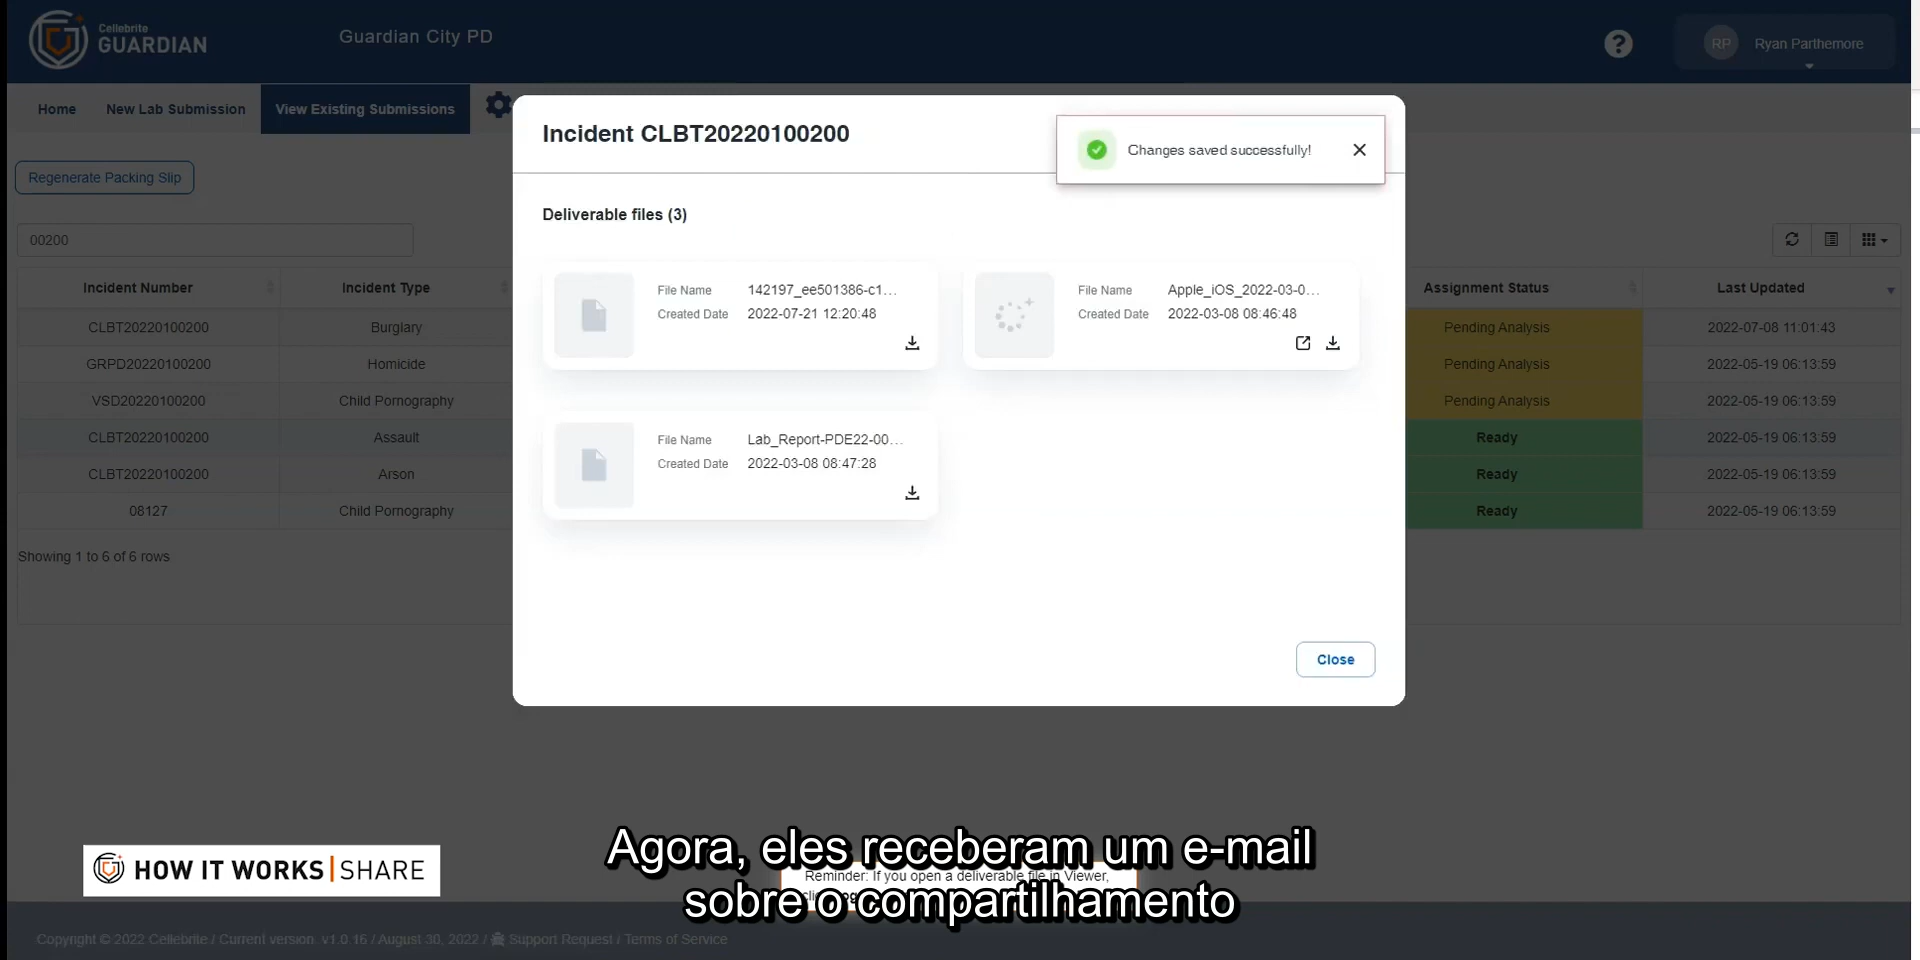 Cellebrite
GUARDIAN
Guardian City PD
RP
Ryan Parthemore
Home
New Lab Submission
View Existing Submissions
Regenerate Packing Slip
00200
Incident CLBT20220100200
Changes saved successfully!
Deliverable files (3)
File Name 142197_ee501386-c1...
Created Date 2022-07-21 12:20:48
File Name Apple_iOS_2022-03-0...
Created Date 2022-03-08 08:46:48
File Name Lab_Report-PDE22-00...
Created Date 2022-03-08 08:47:28
Close
Incident Number Incident Type Assignment Status Last Updated
CLBT20220100200 Burglary Pending Analysis 2022-07-08 11:01:43
GRPD20220100200 Homicide Pending Analysis 2022-05-19 06:13:59
VSD20220100200 Child Pornography Pending Analysis 2022-05-19 06:13:59
CLBT20220100200 Assault Ready 2022-05-19 06:13:59
CLBT20220100200 Arson Ready 2022-05-19 06:13:59
08127 Child Pornography Ready 2022-05-19 06:13:59
Showing 1 to 6 of 6 rows
HOW IT WORKS|SHARE
Agora, eles receberam um e-mail
Reminder: If you open a deliverable file in Viewer,
sobre o compartilhamento
Copyright © 2022 Cellebrite / Current version: v1.0.16 / August 30, 2022 / Support Request / Terms of Service